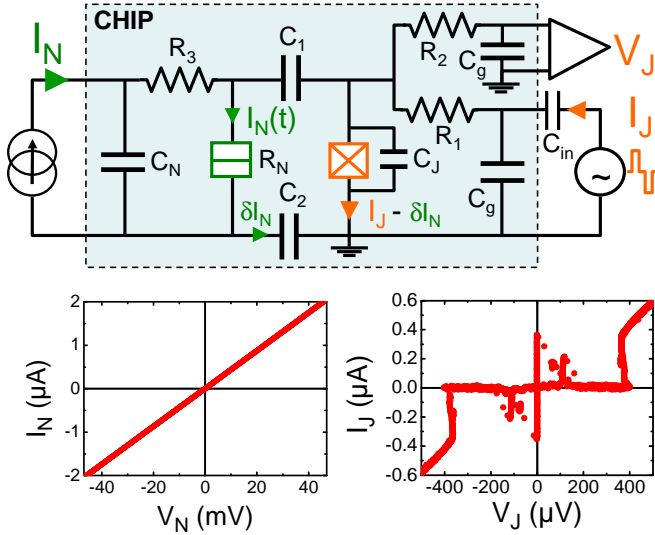 CHIP
I_N
R_3
C_1
R_2
C_g
V_J
I_N(t)
R_1
I_J
C_N
R_N
C_J
C_in
C_g
~
δI_N
C_2
I_J - δI_N
2
1
0
-1
-2
I_N (µA)
-40 -20 0 20 40
V_N (mV)
0.6
0.4
0.2
0.0
-0.2
-0.4
-0.6
I_J (µA)
-400 0 400
V_J (µV)